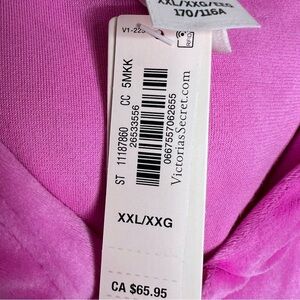 XXL/XXG/EEG
170/116A
V1-225
RFID
ST 11187860 CC 5MKK
26533556
0667557062655
VictoriasSecret.com
XXL/XXG
CA $65.95